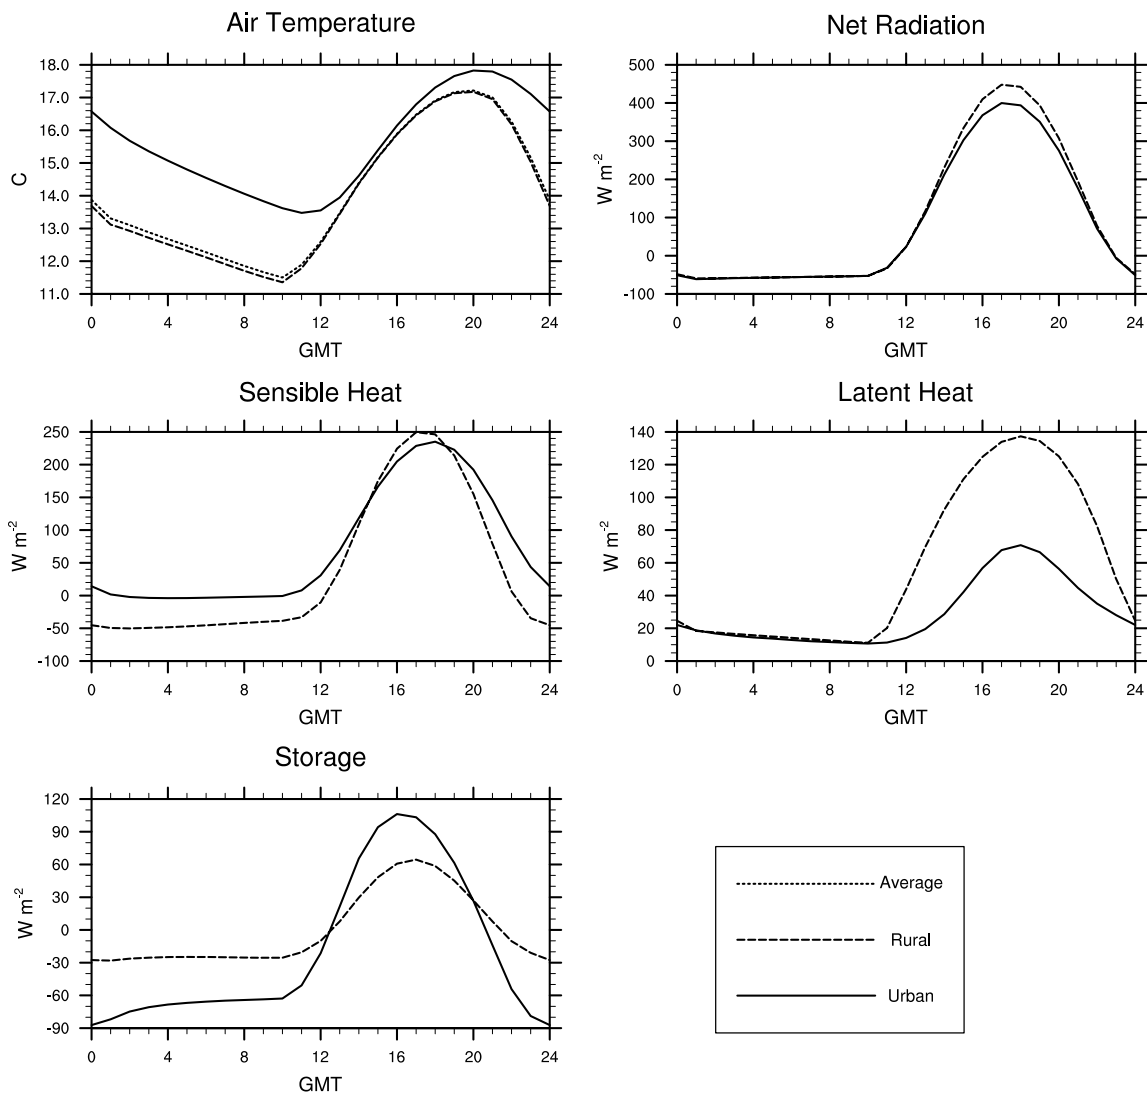 Air Temperature
18.0
17.0
16.0
15.0
14.0
13.0
12.0
11.0
C
0 4 8 12 16 20 24
GMT
Net Radiation
500
400
300
200
100
0
-100
W m-2
0 4 8 12 16 20 24
GMT
Sensible Heat
250
200
150
100
50
0
-50
-100
W m-2
0 4 8 12 16 20 24
GMT
Latent Heat
140
120
100
80
60
40
20
0
W m-2
0 4 8 12 16 20 24
GMT
Storage
120
90
60
30
0
-30
-60
-90
W m-2
0 4 8 12 16 20 24
GMT
Average
Rural
Urban